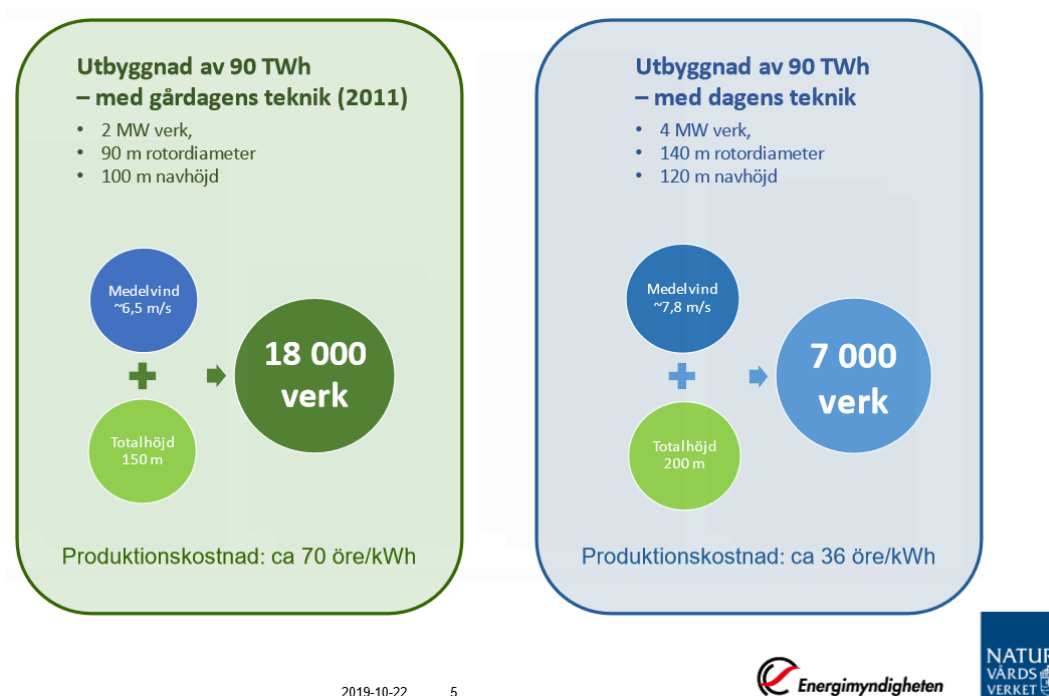 Utbyggnad av 90 TWh
– med gårdagens teknik (2011)
• 2 MW verk,
• 90 m rotordiameter
• 100 m navhöjd
Medelvind
~6,5 m/s
Totalhöjd
150 m
18 000
verk
Produktionskostnad: ca 70 öre/kWh
Utbyggnad av 90 TWh
– med dagens teknik
• 4 MW verk,
• 140 m rotordiameter
• 120 m navhöjd
Medelvind
~7,8 m/s
Totalhöjd
200 m
7 000
verk
Produktionskostnad: ca 36 öre/kWh
2019-10-22 5
Energimyndigheten
NATUR
VÅRDS
VERKET